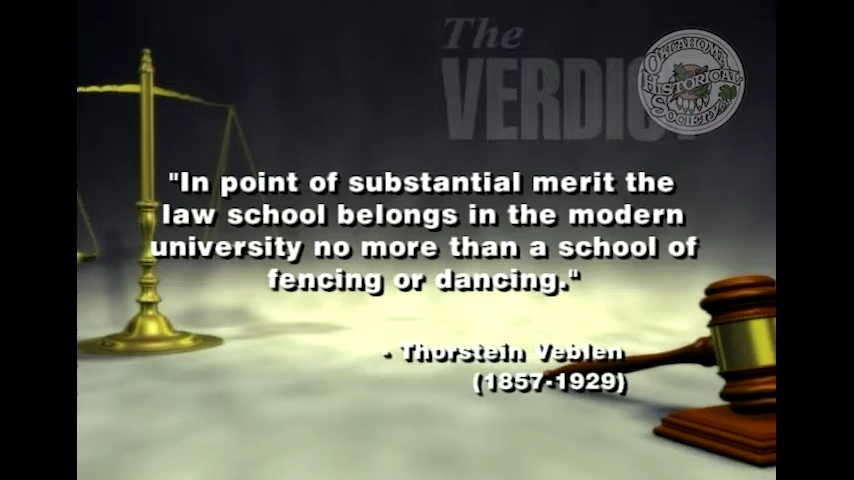 The
VERDICT
OKLAHOMA
HISTORICAL
SOCIETY
"In point of substantial merit the
law school belongs in the modern
university no more than a school of
fencing or dancing."
- Thorstein Veblen
(1857-1929)